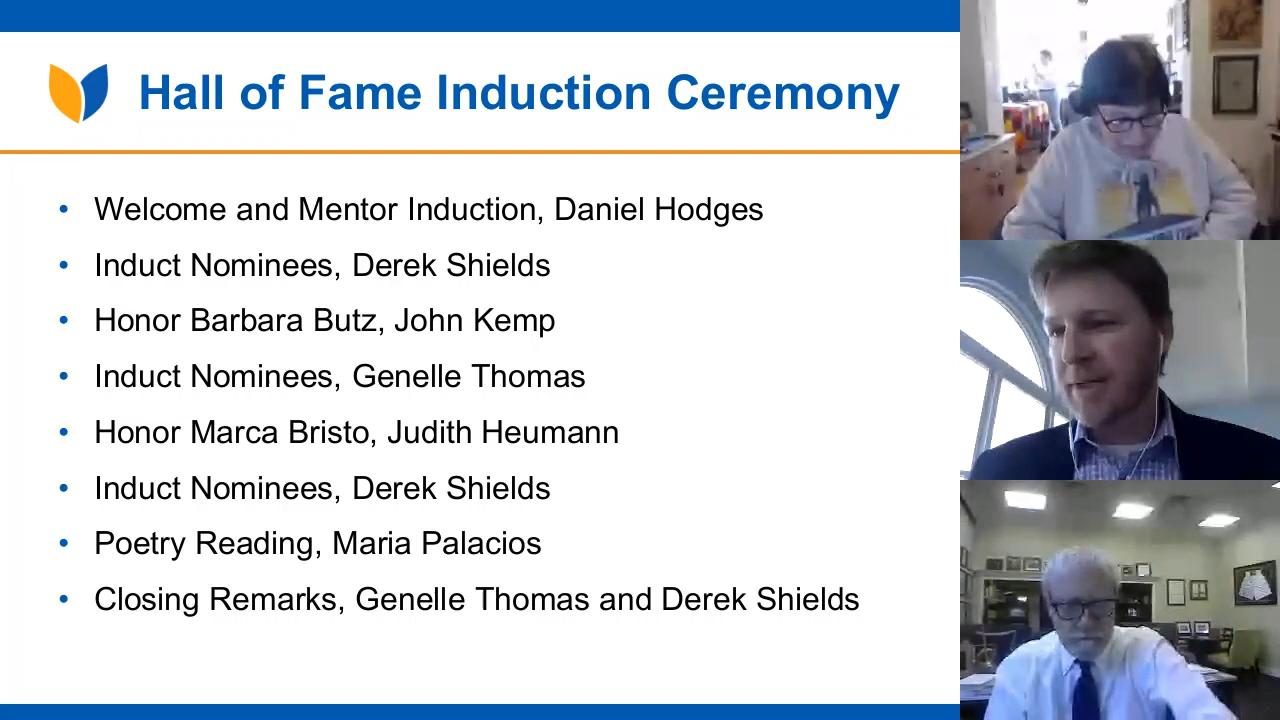 Hall of Fame Induction Ceremony
• Welcome and Mentor Induction, Daniel Hodges
• Induct Nominees, Derek Shields
• Honor Barbara Butz, John Kemp
• Induct Nominees, Genelle Thomas
• Honor Marca Bristo, Judith Heumann
• Induct Nominees, Derek Shields
• Poetry Reading, Maria Palacios
• Closing Remarks, Genelle Thomas and Derek Shields